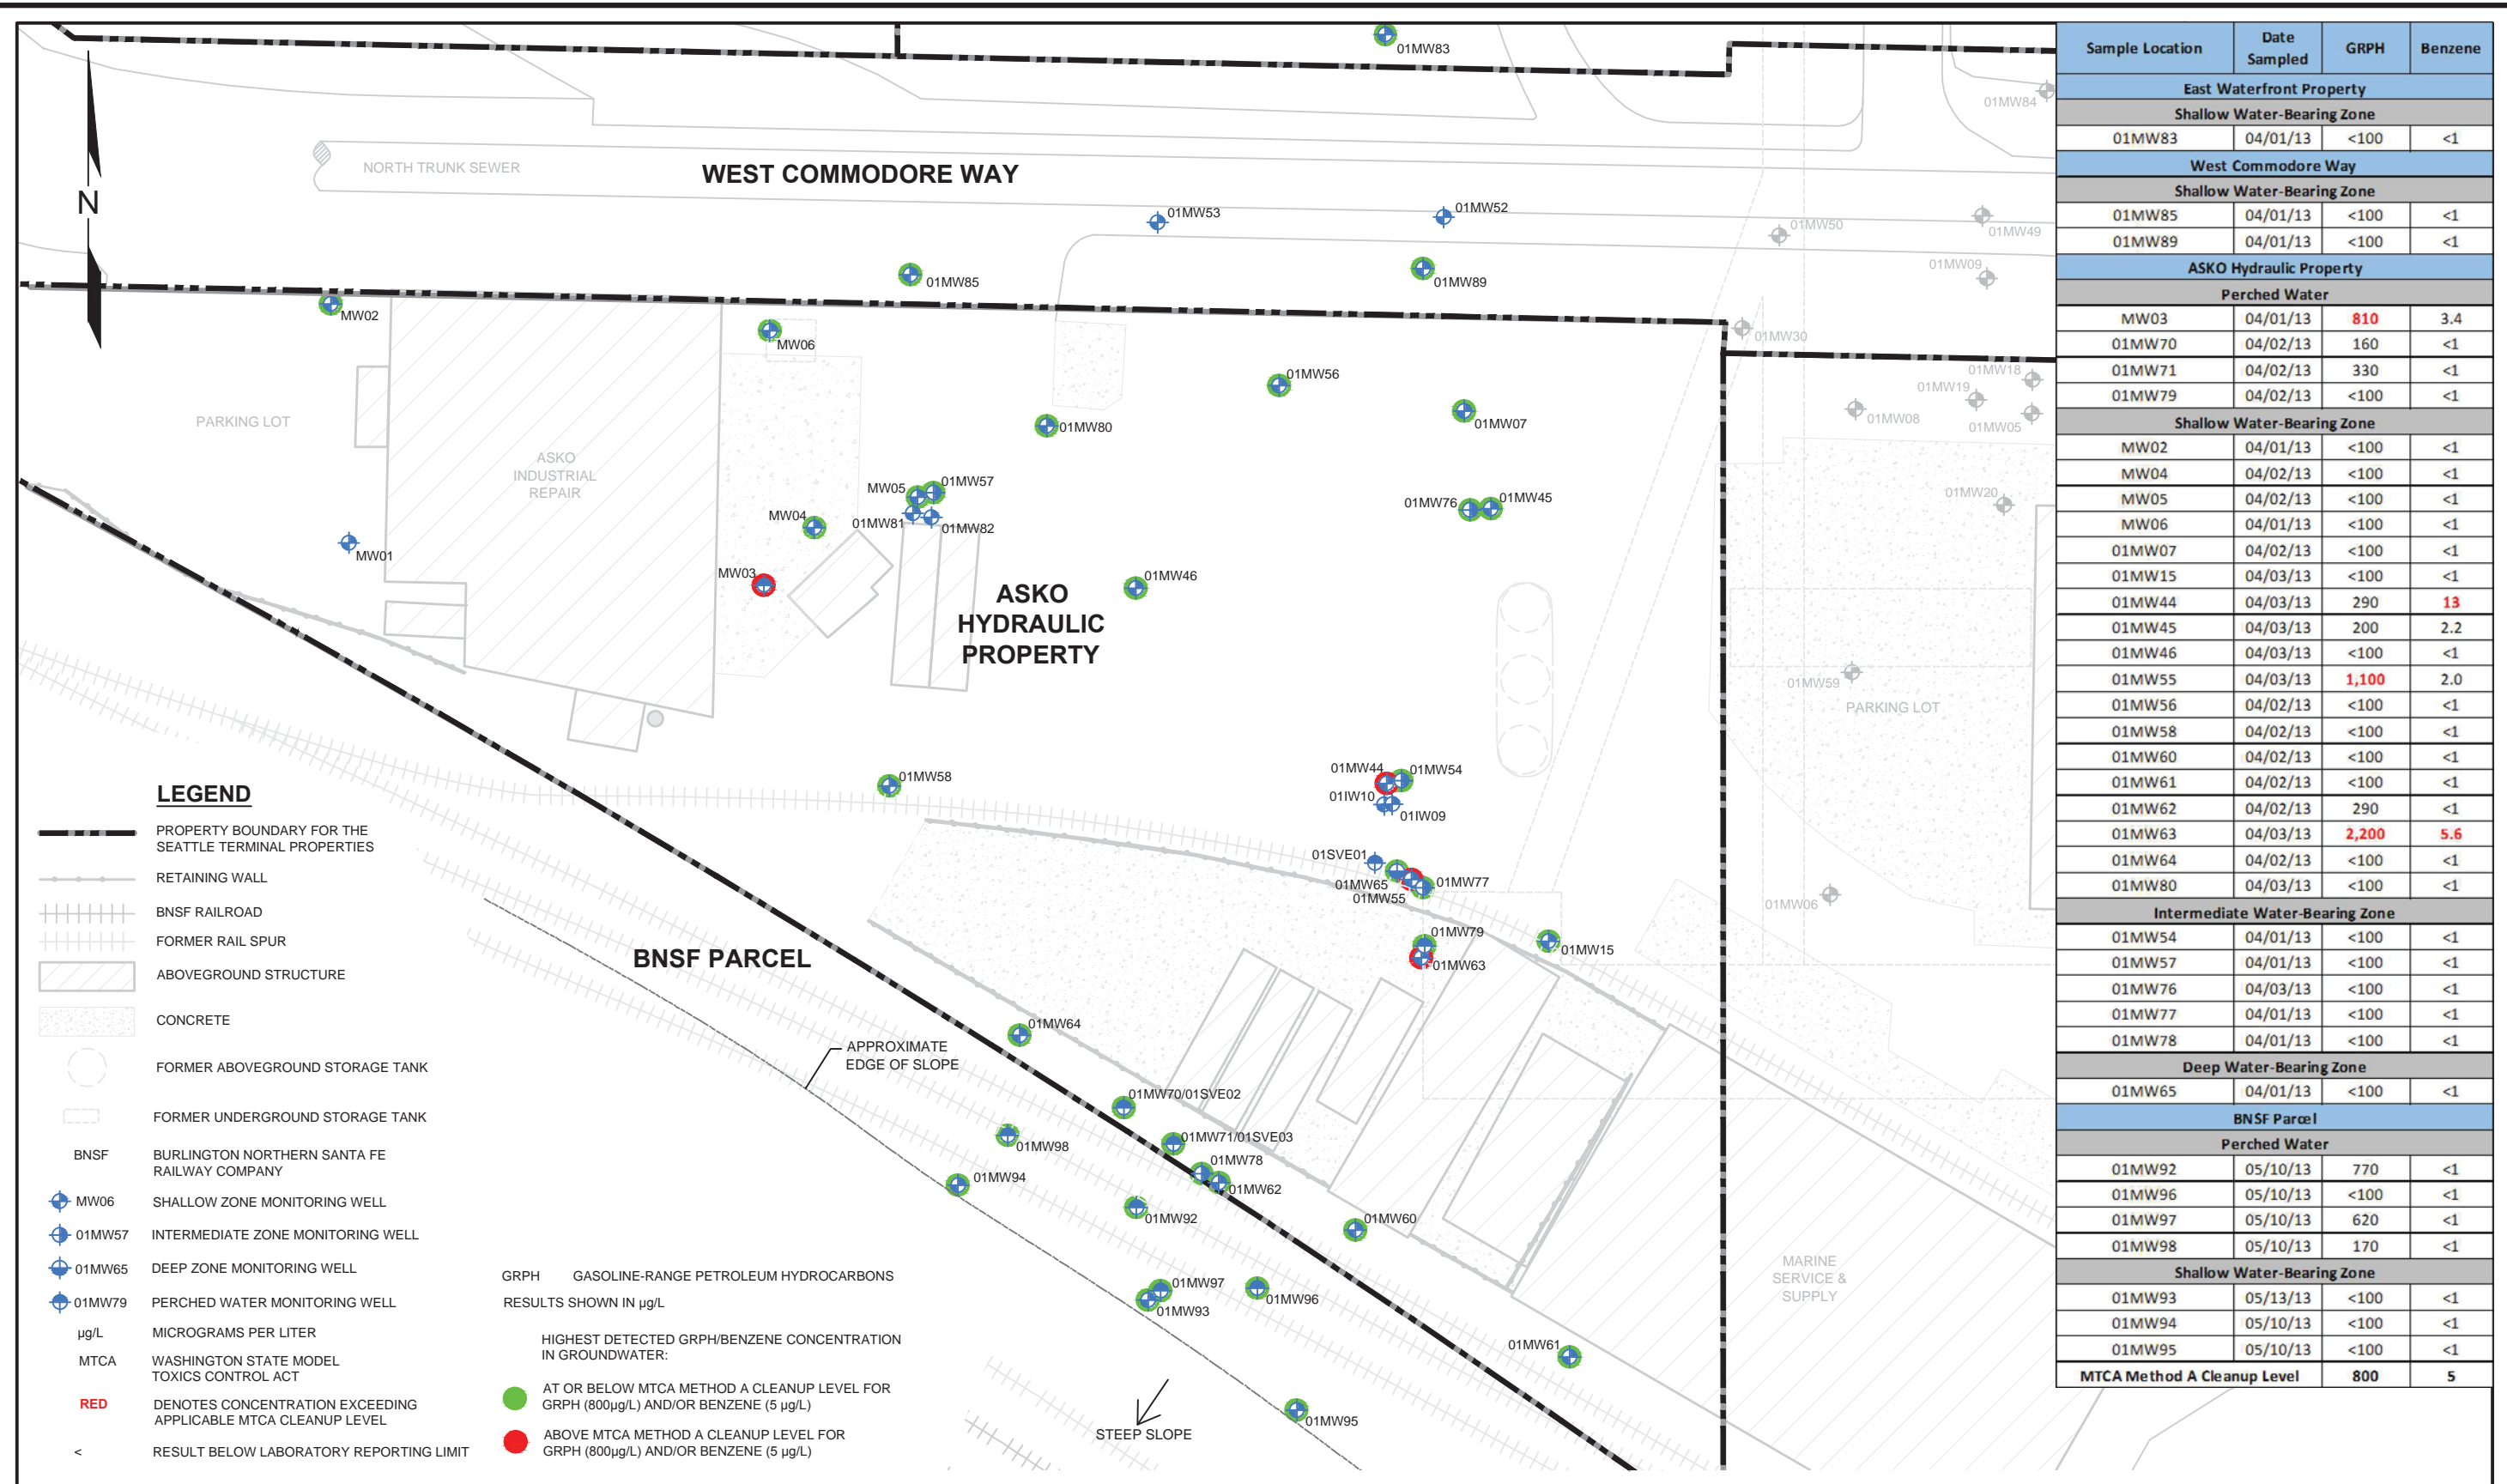 01MW83
01MW84
NORTH TRUNK SEWER
WEST COMMODORE WAY
N
01MW53
01MW52
01MW50
01MW49
01MW85
01MW89
01MW09
MW02
MW06
01MW30
01MW56
01MW18
01MW19
01MW07
01MW08
01MW05
PARKING LOT
01MW80
ASKO
INDUSTRIAL
REPAIR
MW05
01MW57
01MW76
01MW45
01MW20
MW04
01MW81
01MW82
MW01
MW03
01MW46
ASKO
HYDRAULIC
PROPERTY
01MW59
PARKING LOT
01MW58
01MW44
01MW54
01IW10
01IW09
01SVE01
01MW65
01MW77
01MW55
01MW06
01MW79
01MW15
01MW63
BNSF PARCEL
01MW64
APPROXIMATE
EDGE OF SLOPE
01MW70/01SVE02
01MW98
01MW71/01SVE03
01MW78
01MW94
01MW62
01MW92
01MW60
MARINE
SERVICE &
SUPPLY
01MW97
01MW93
01MW96
01MW61
01MW95
STEEP SLOPE
LEGEND
PROPERTY BOUNDARY FOR THE
SEATTLE TERMINAL PROPERTIES
RETAINING WALL
BNSF RAILROAD
FORMER RAIL SPUR
ABOVEGROUND STRUCTURE
CONCRETE
FORMER ABOVEGROUND STORAGE TANK
FORMER UNDERGROUND STORAGE TANK
BNSF BURLINGTON NORTHERN SANTA FE
RAILWAY COMPANY
MW06 SHALLOW ZONE MONITORING WELL
01MW57 INTERMEDIATE ZONE MONITORING WELL
01MW65 DEEP ZONE MONITORING WELL
01MW79 PERCHED WATER MONITORING WELL
µg/L MICROGRAMS PER LITER
MTCA WASHINGTON STATE MODEL
TOXICS CONTROL ACT
RED DENOTES CONCENTRATION EXCEEDING
APPLICABLE MTCA CLEANUP LEVEL
< RESULT BELOW LABORATORY REPORTING LIMIT
GRPH GASOLINE-RANGE PETROLEUM HYDROCARBONS
RESULTS SHOWN IN µg/L
HIGHEST DETECTED GRPH/BENZENE CONCENTRATION
IN GROUNDWATER:
AT OR BELOW MTCA METHOD A CLEANUP LEVEL FOR
GRPH (800µg/L) AND/OR BENZENE (5 µg/L)
ABOVE MTCA METHOD A CLEANUP LEVEL FOR
GRPH (800µg/L) AND/OR BENZENE (5 µg/L)
Sample Location Date Sampled GRPH Benzene
East Waterfront Property
Shallow Water-Bearing Zone
01MW83 04/01/13 <100 <1
West Commodore Way
Shallow Water-Bearing Zone
01MW85 04/01/13 <100 <1
01MW89 04/01/13 <100 <1
ASKO Hydraulic Property
Perched Water
MW03 04/01/13 810 3.4
01MW70 04/02/13 160 <1
01MW71 04/02/13 330 <1
01MW79 04/02/13 <100 <1
Shallow Water-Bearing Zone
MW02 04/01/13 <100 <1
MW04 04/02/13 <100 <1
MW05 04/02/13 <100 <1
MW06 04/01/13 <100 <1
01MW07 04/02/13 <100 <1
01MW15 04/03/13 <100 <1
01MW44 04/03/13 290 13
01MW45 04/03/13 200 2.2
01MW46 04/03/13 <100 <1
01MW55 04/03/13 1,100 2.0
01MW56 04/02/13 <100 <1
01MW58 04/02/13 <100 <1
01MW60 04/02/13 <100 <1
01MW61 04/02/13 <100 <1
01MW62 04/02/13 290 <1
01MW63 04/03/13 2,200 5.6
01MW64 04/02/13 <100 <1
01MW80 04/03/13 <100 <1
Intermediate Water-Bearing Zone
01MW54 04/01/13 <100 <1
01MW57 04/01/13 <100 <1
01MW76 04/03/13 <100 <1
01MW77 04/01/13 <100 <1
01MW78 04/01/13 <100 <1
Deep Water-Bearing Zone
01MW65 04/01/13 <100 <1
BNSF Parcel
Perched Water
01MW92 05/10/13 770 <1
01MW96 05/10/13 <100 <1
01MW97 05/10/13 620 <1
01MW98 05/10/13 170 <1
Shallow Water-Bearing Zone
01MW93 05/13/13 <100 <1
01MW94 05/10/13 <100 <1
01MW95 05/10/13 <100 <1
MTCA Method A Cleanup Level 800 5